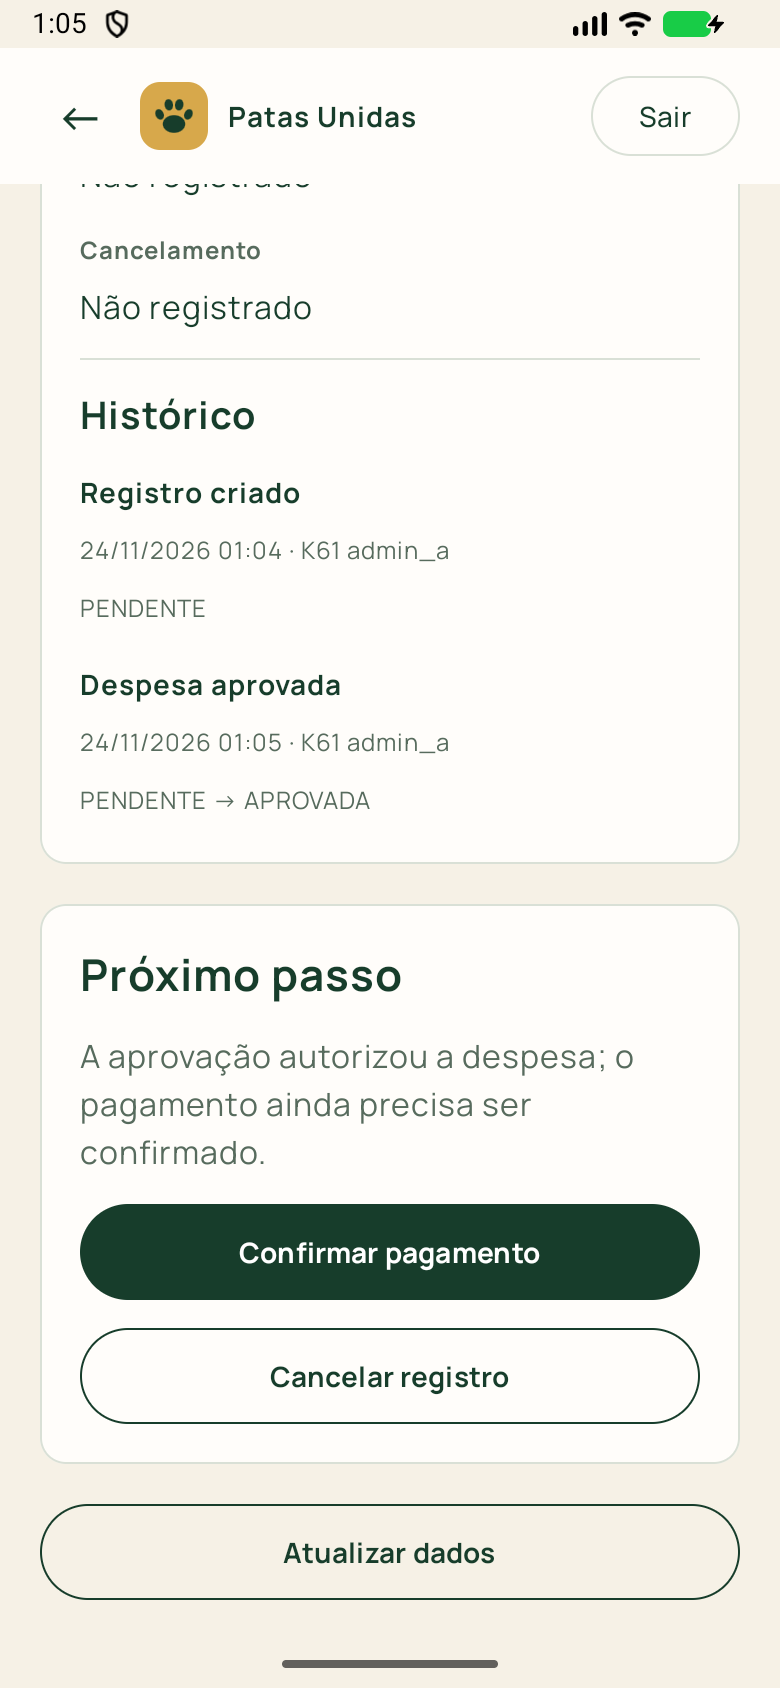 1:05
Patas Unidas
Sair
Cancelamento
Não registrado
Histórico
Registro criado
24/11/2026 01:04 · K61 admin_a
PENDENTE
Despesa aprovada
24/11/2026 01:05 · K61 admin_a
PENDENTE → APROVADA
Próximo passo
A aprovação autorizou a despesa; o
pagamento ainda precisa ser
confirmado.
Confirmar pagamento
Cancelar registro
Atualizar dados